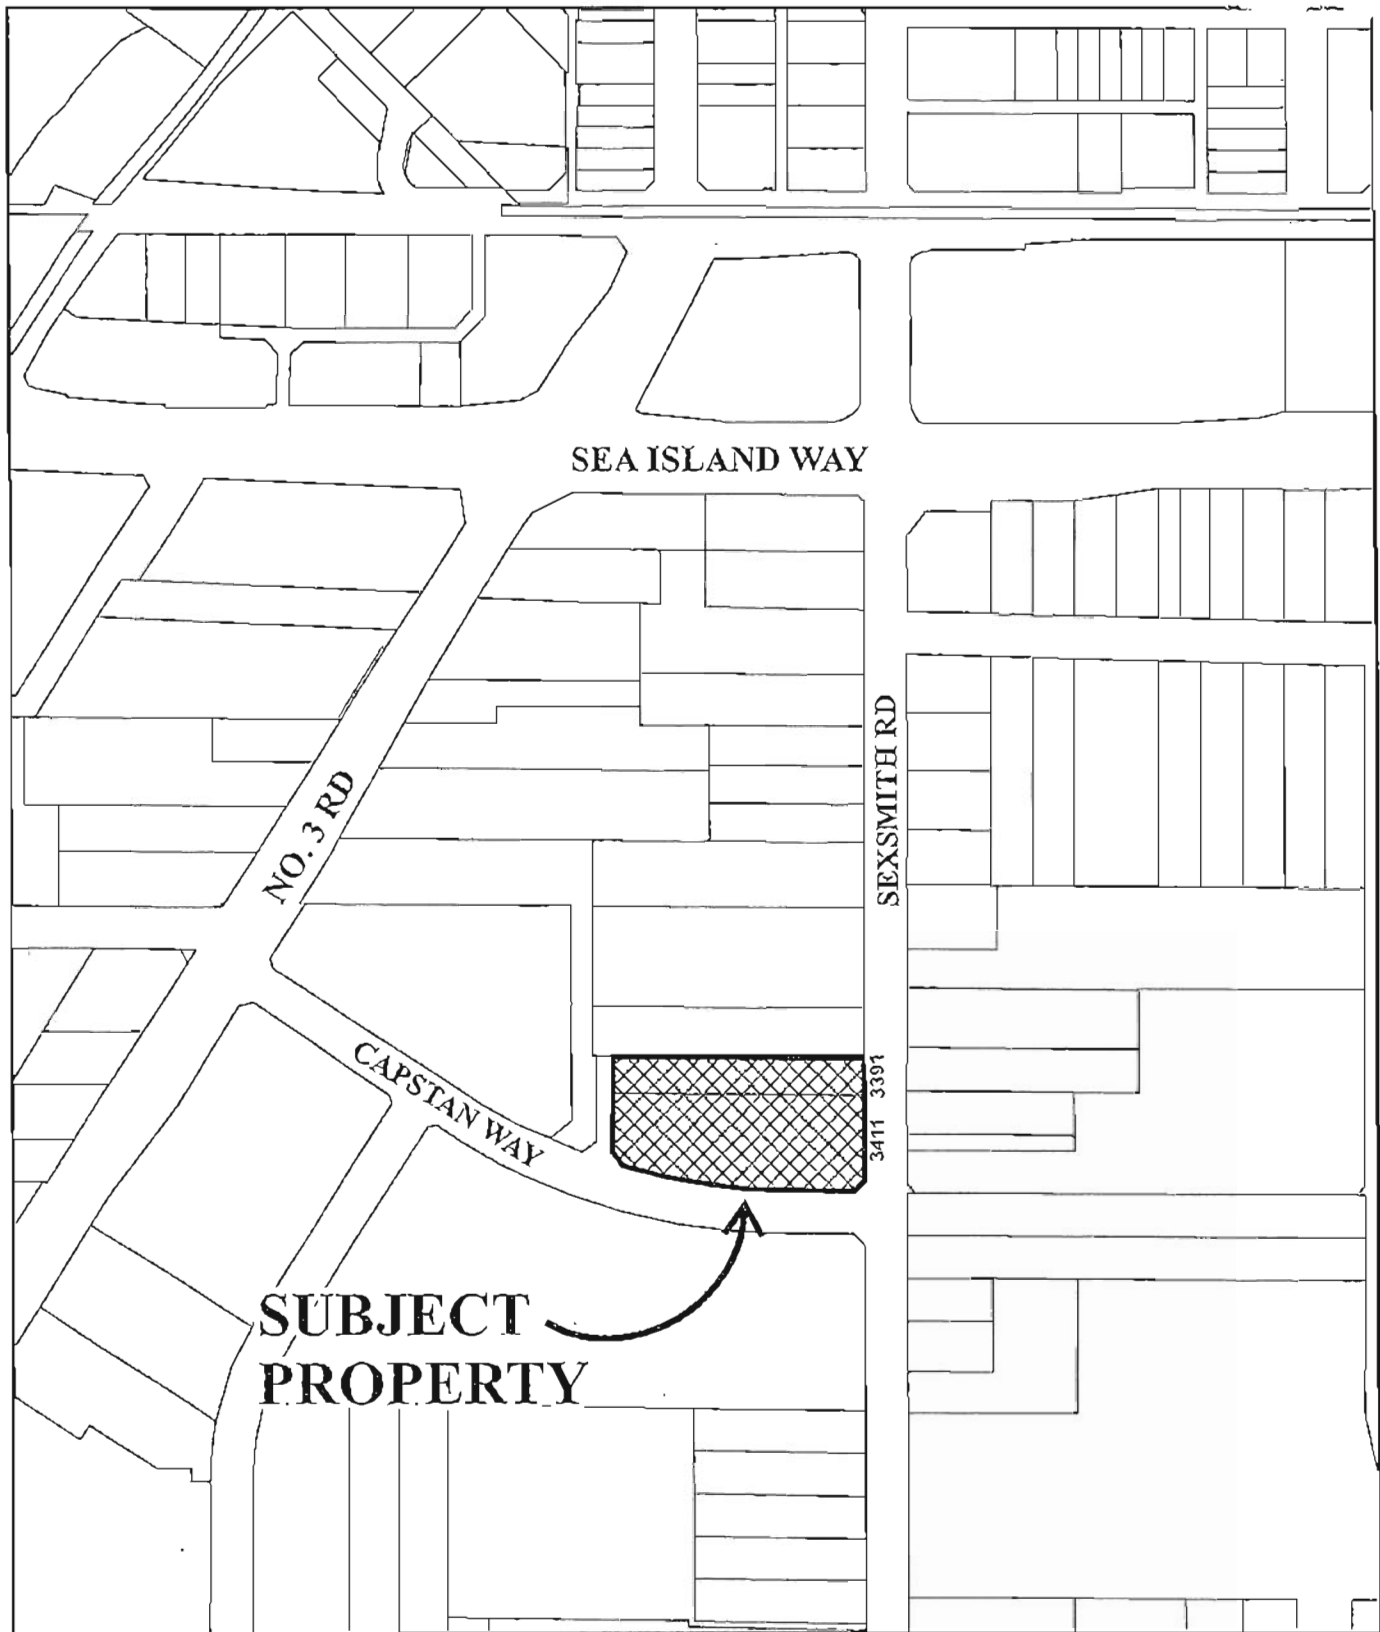 SEA ISLAND WAY
SEXSMITH RD
NO. 3 RD
CAPSTAN WAY
3391
3411
SUBJECT
PROPERTY